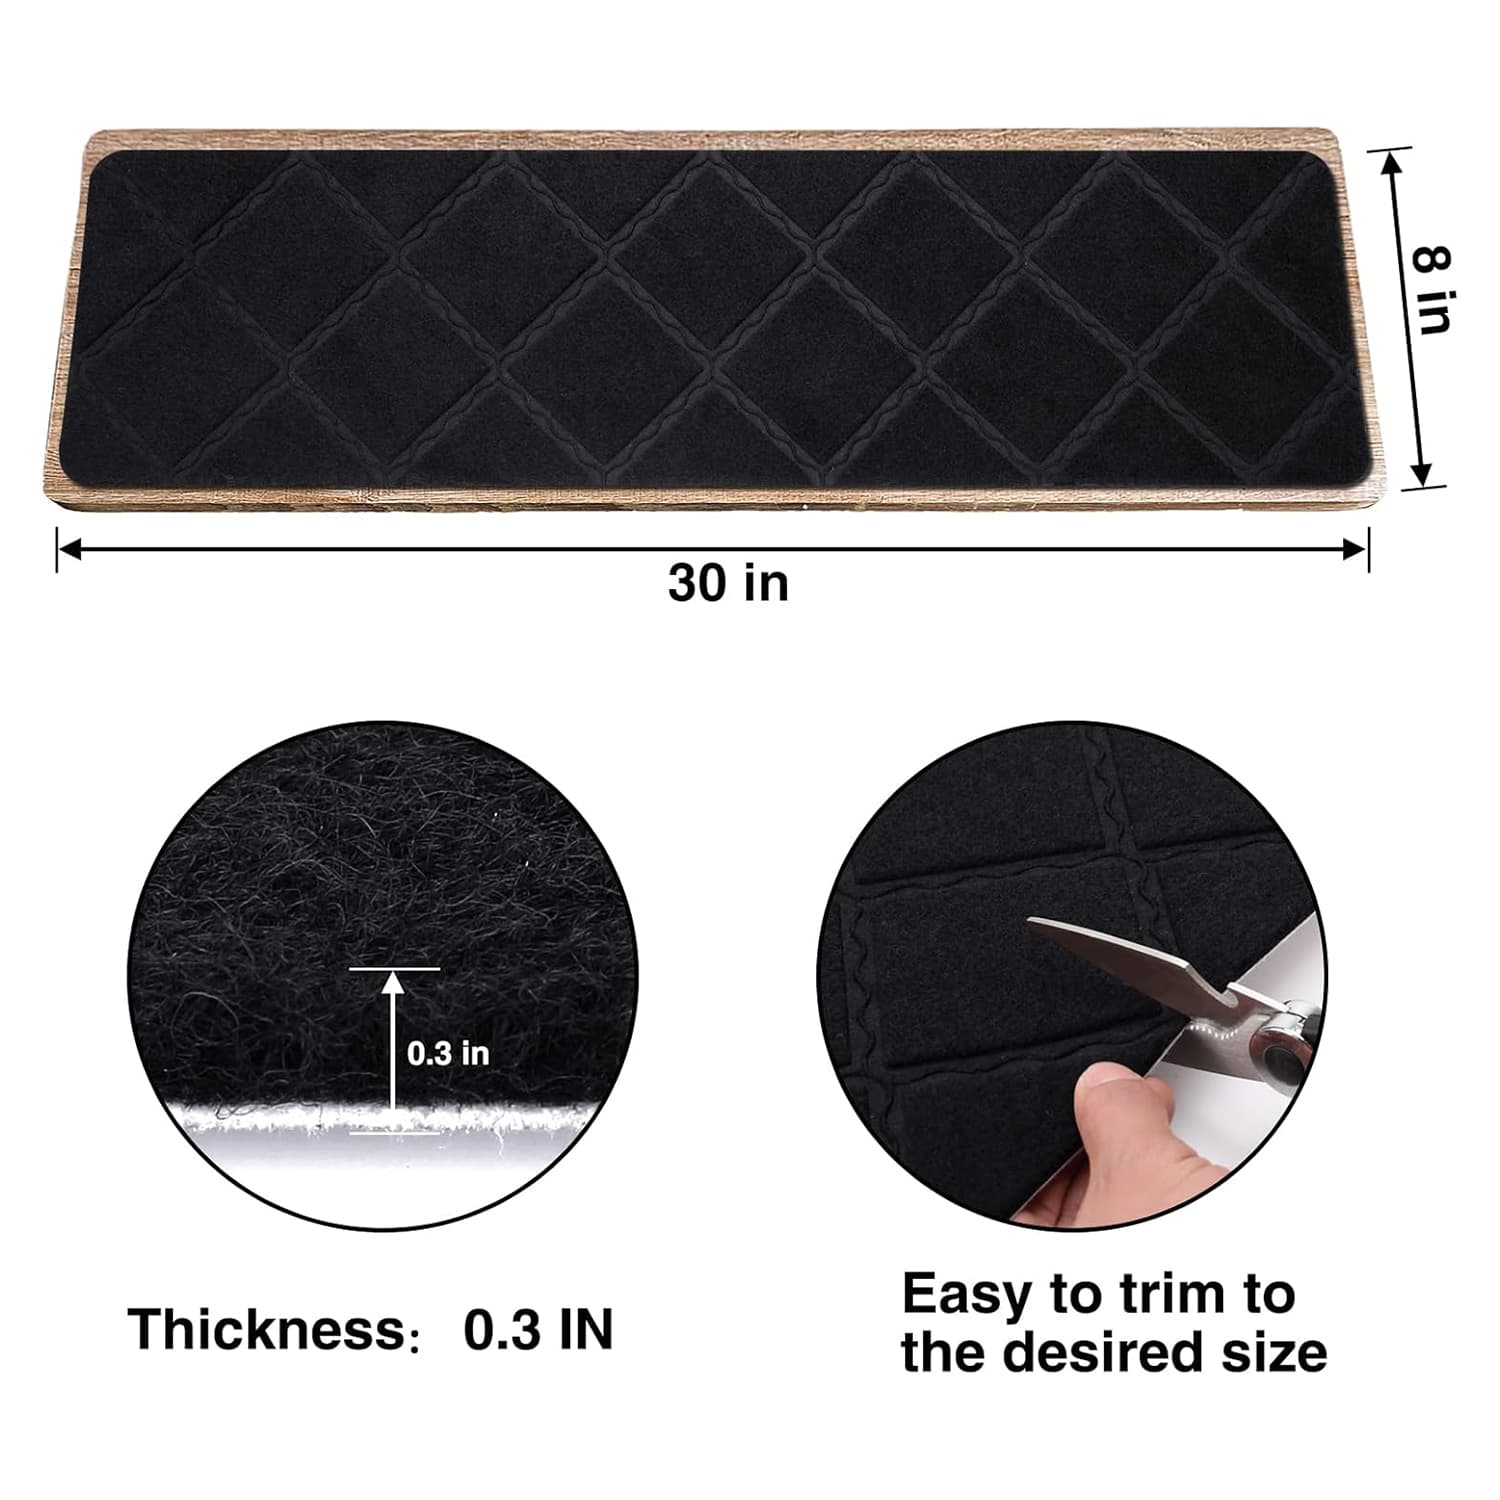 8 in
30 in
0.3 in
Thickness： 0.3 IN
Easy to trim to
the desired size